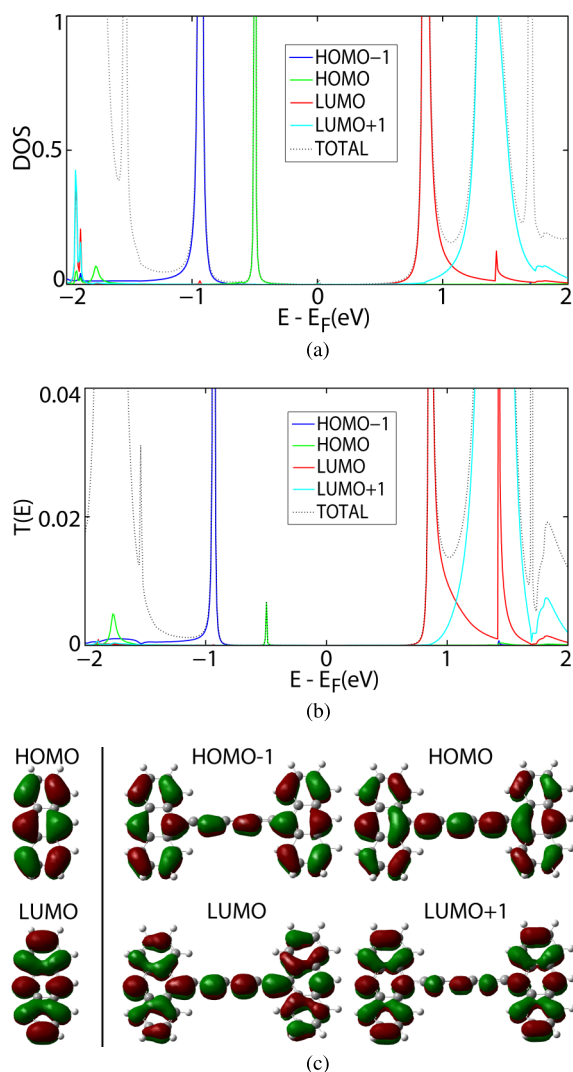 1
HOMO−1
HOMO
LUMO
LUMO+1
TOTAL
DOS
0.5
0
−2
−1
0
1
2
E - E_F(eV)
(a)
0.04
HOMO−1
HOMO
LUMO
LUMO+1
TOTAL
T(E)
0.02
0
−2
−1
0
1
2
E - E_F(eV)
(b)
HOMO
HOMO-1
HOMO
LUMO
LUMO
LUMO+1
(c)